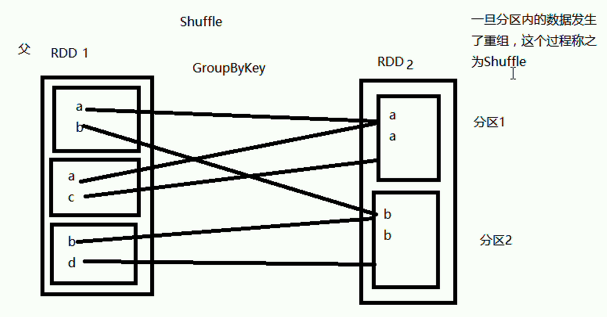 Shuffle
一旦分区内的数据发生
了重组，这个过程称之
为Shuffle
父
RDD 1
GroupByKey
RDD 2
a
b
a
c
b
d
a
a
分区1
b
b
分区2